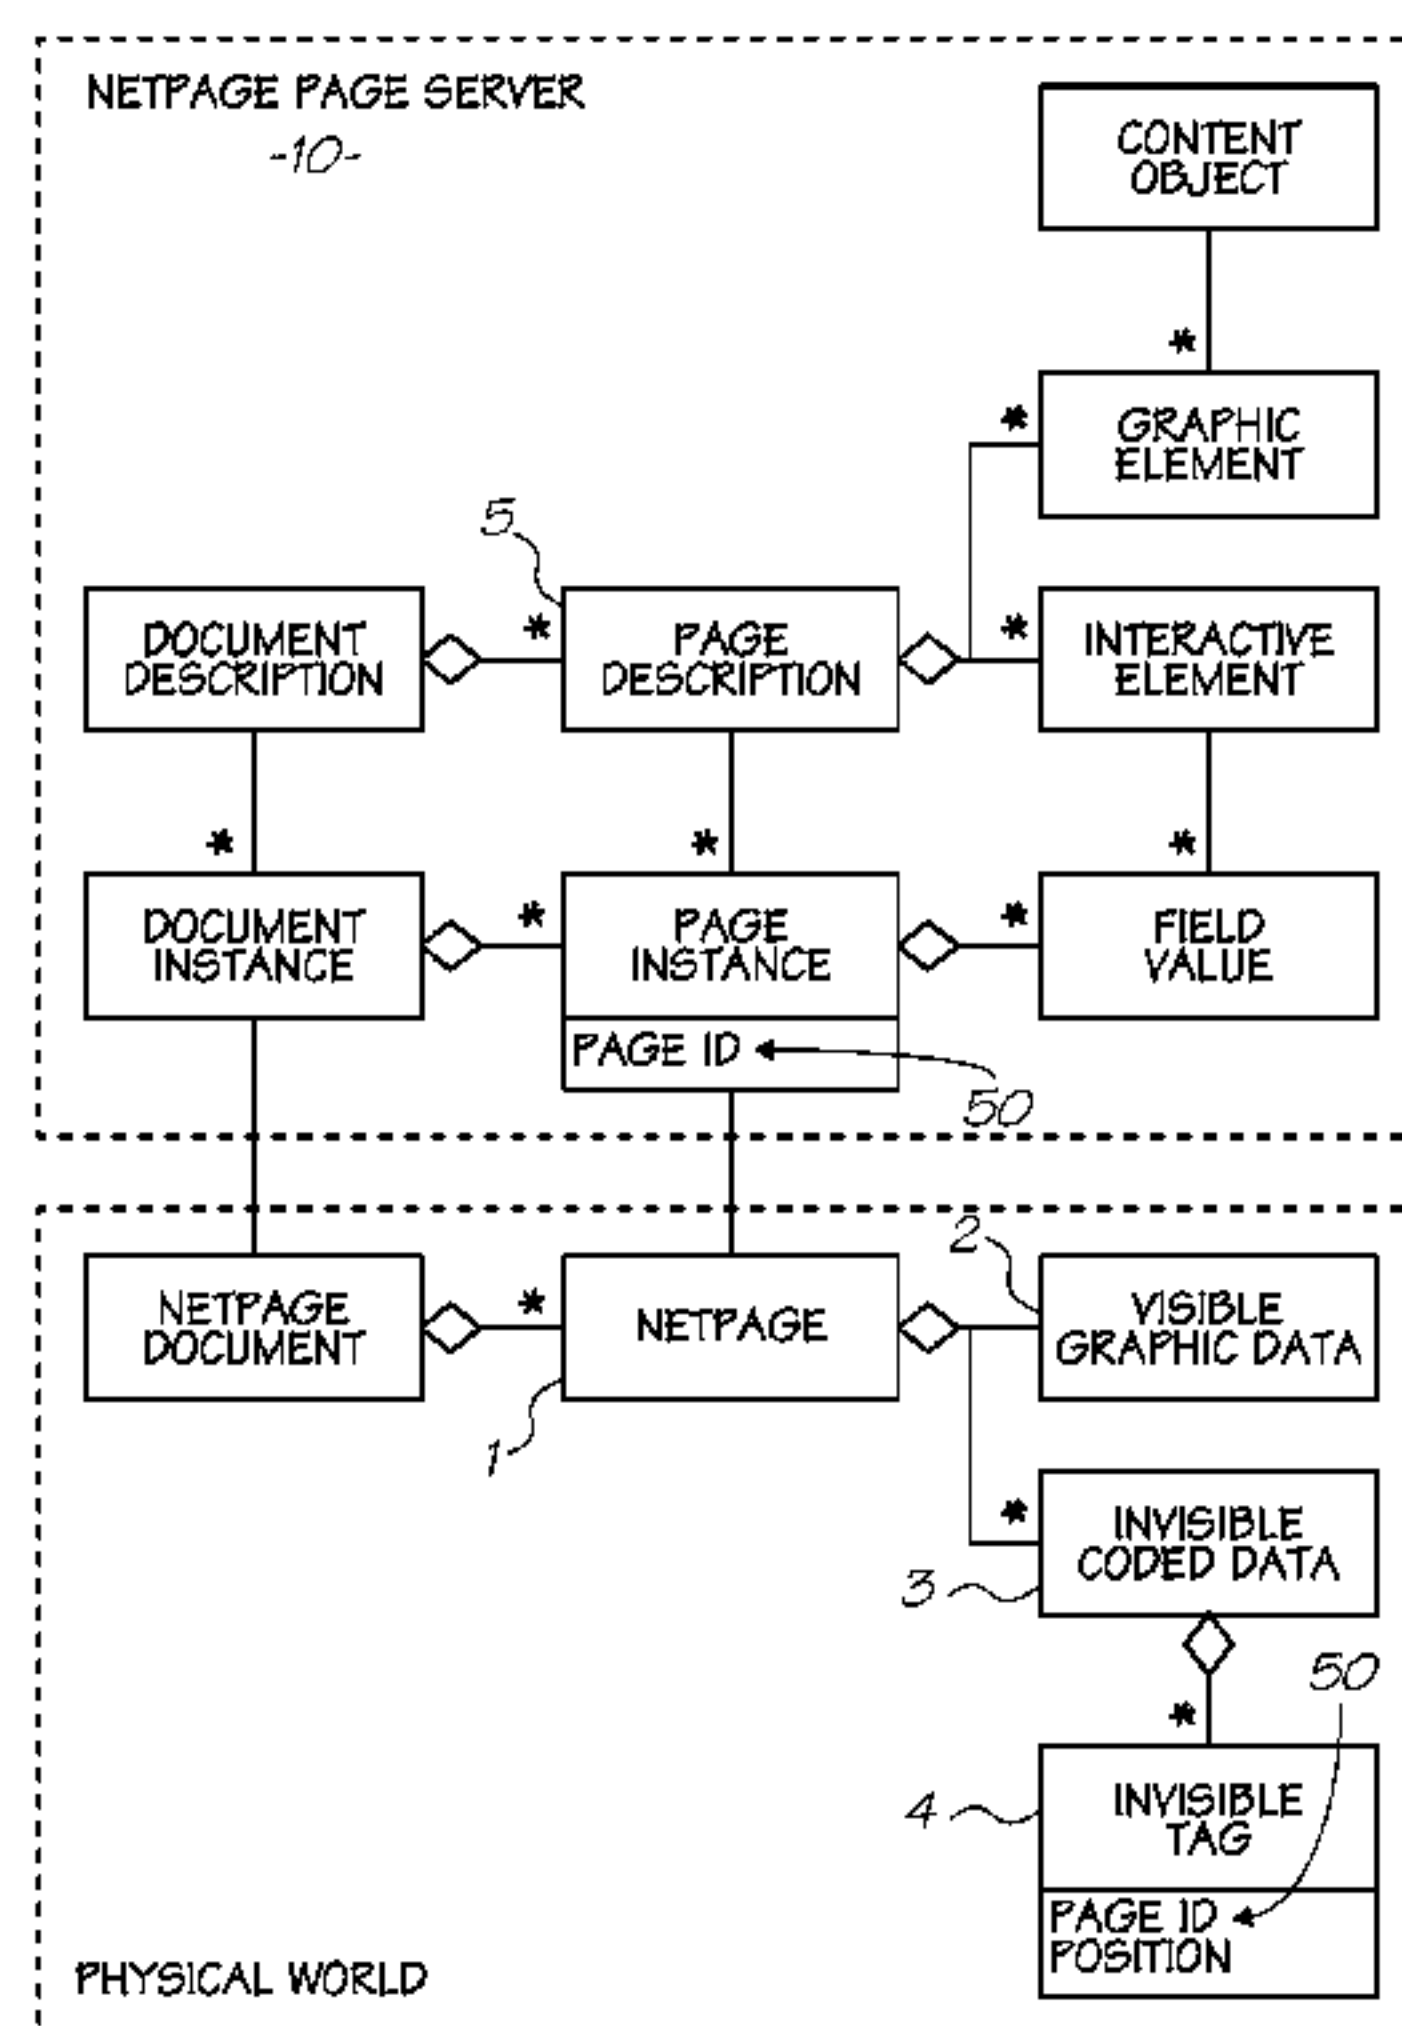 NETPAGE PAGE SERVER
-10-
CONTENT
OBJECT
*
*
GRAPHIC
ELEMENT
5
DOCUMENT
DESCRIPTION
*
PAGE
DESCRIPTION
*
INTERACTIVE
ELEMENT
*
*
*
DOCUMENT
INSTANCE
*
PAGE
INSTANCE
*
FIELD
VALUE
PAGE ID
50
2
NETPAGE
DOCUMENT
*
NETPAGE
VISIBLE
GRAPHIC DATA
1
*
INVISIBLE
CODED DATA
3
50
*
4
INVISIBLE
TAG
PAGE ID
POSITION
PHYSICAL WORLD